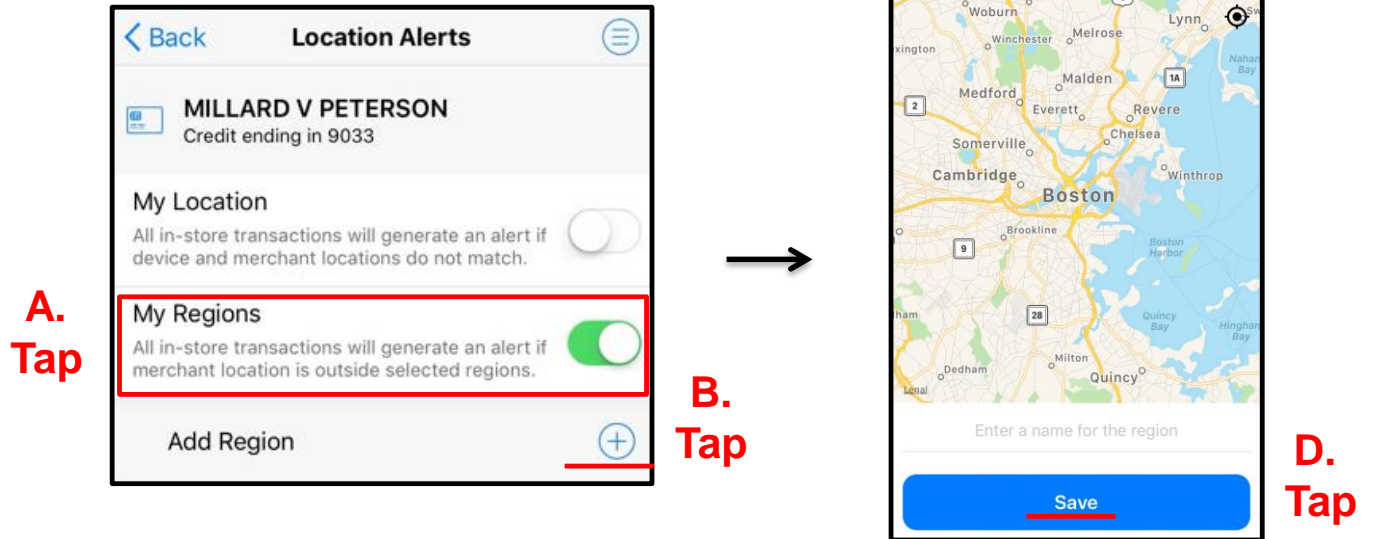 Back
Location Alerts
MILLARD V PETERSON
Credit ending in 9033
My Location
All in-store transactions will generate an alert if
device and merchant locations do not match.
A.
Tap
My Regions
All in-store transactions will generate an alert if
merchant location is outside selected regions.
Add Region
B.
Tap
Woburn
Lynn
Winchester
Melrose
xington
Nahan
Bay
Malden
1A
Medford
2
Everett
Revere
Chelsea
Somerville
Cambridge
Winthrop
Boston
Brookline
9
Boston
Harbor
28
Quincy
Bay
Hingham
Bay
ham
Milton
Dedham
Quincy
Legal
Enter a name for the region
Save
D.
Tap